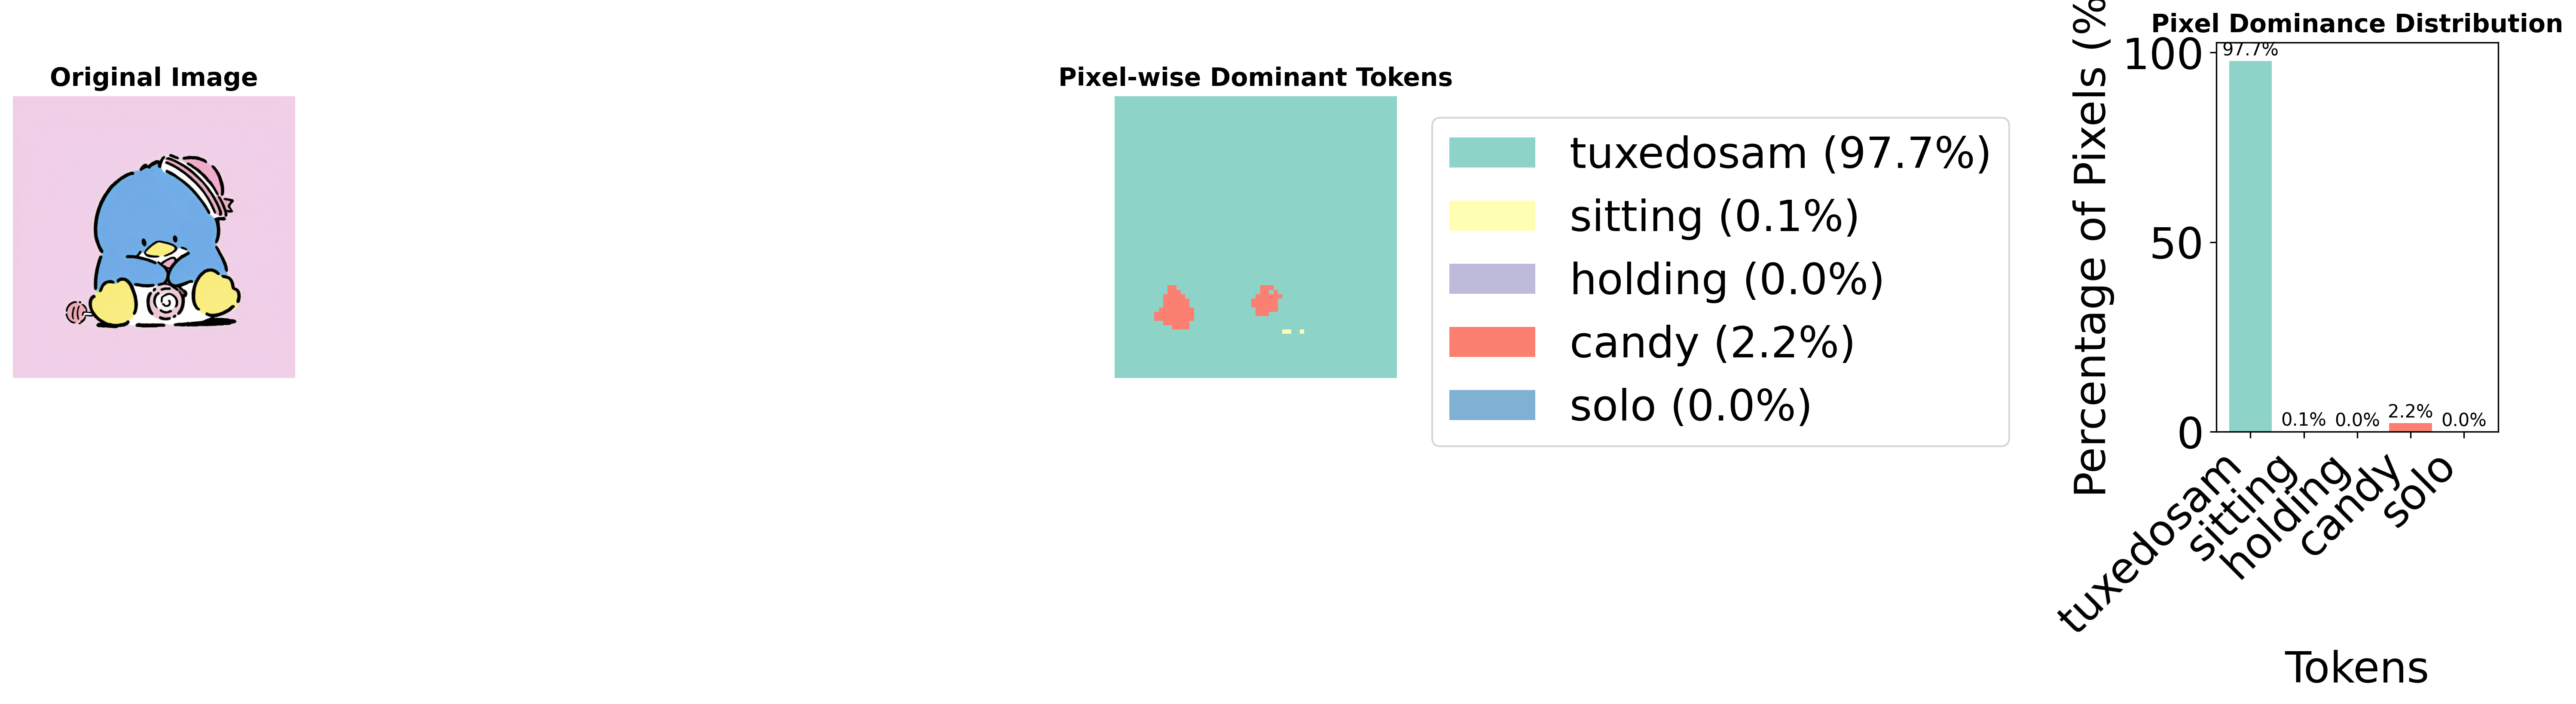 Original Image
Pixel-wise Dominant Tokens
tuxedosam (97.7%)
sitting (0.1%)
holding (0.0%)
candy (2.2%)
solo (0.0%)
Pixel Dominance Distribution
Percentage of Pixels (%
100
50
0
97.7%
0.1%
0.0%
2.2%
0.0%
tuxedosam
sitting
holding
candy
solo
Tokens